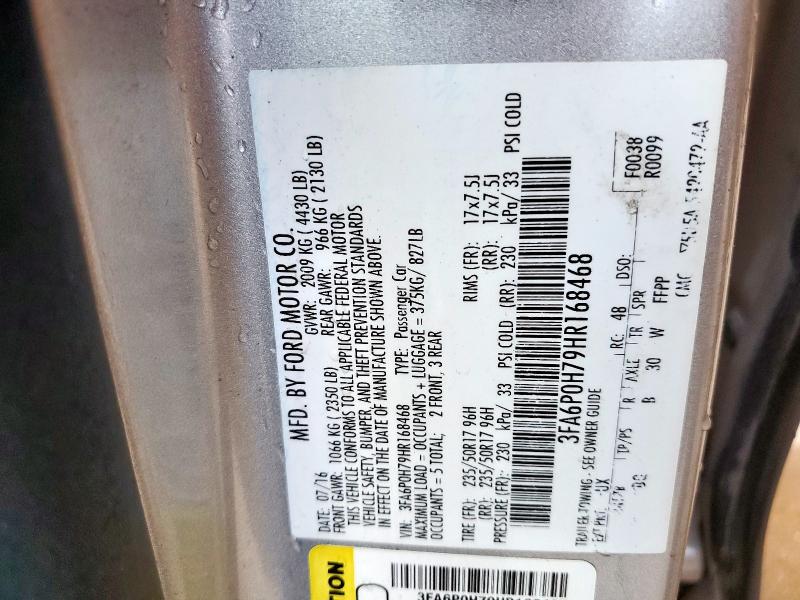 MFD. BY FORD MOTOR CO.
DATE: 07/16 GVWR: 2009 KG ( 4430 LB)
FRONT GAWR: 1066 KG ( 2350 LB) REAR GAWR: 966 KG ( 2130 LB)
THIS VEHICLE CONFORMS TO ALL APPLICABLE FEDERAL MOTOR
VEHICLE SAFETY, BUMPER, AND THEFT PREVENTION STANDARDS
IN EFFECT ON THE DATE OF MANUFACTURE SHOWN ABOVE.
VIN: 3FA6P0H79HR168468 TYPE: Passenger Car
MAXIMUM LOAD = OCCUPANTS + LUGGAGE = 375KG/ 827LB
OCCUPANTS = 5 TOTAL: 2 FRONT, 3 REAR
TIRE (FR): 235/50R17 96H RIMS (FR): 17x7.5J
(RR): 235/50R17 96H (RR): 17x7.5J
PRESSURE (FR): 230 kPa/ 33 PSI COLD (RR): 230 kPa/ 33 PSI COLD
3FA6P0H79HR168468
F0038
R0099
TRAILER TOWING - SEE OWNER GUIDE
EXT PNT: UX RC: 48 DSO:
TP/PS R AXLE TR SPR
B 30 W FFPP
TION